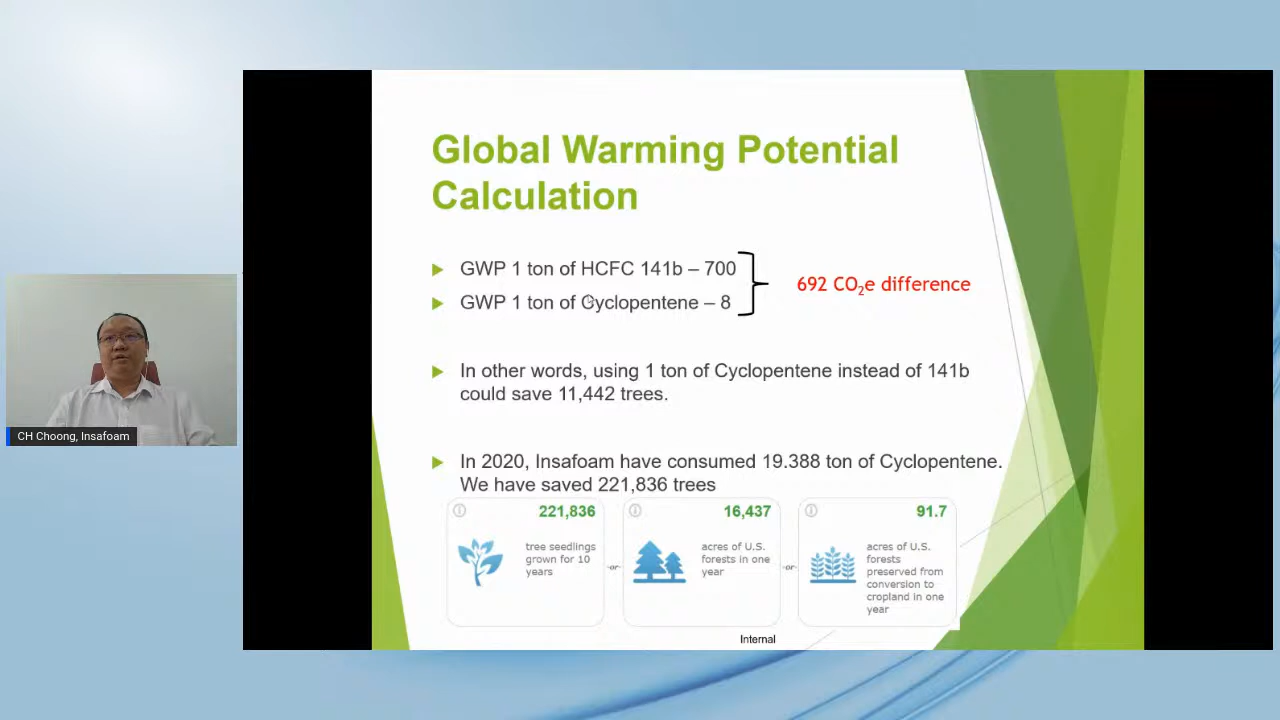 Global Warming Potential
Calculation
GWP 1 ton of HCFC 141b – 700
GWP 1 ton of Cyclopentene – 8
692 CO2e difference
In other words, using 1 ton of Cyclopentene instead of 141b
could save 11,442 trees.
In 2020, Insafoam have consumed 19.388 ton of Cyclopentene.
We have saved 221,836 trees
221,836
tree seedlings
grown for 10
years
-or-
16,437
acres of U.S.
forests in one
year
-or-
91.7
acres of U.S.
forests
preserved from
conversion to
cropland in one
year
Internal
CH Choong, Insafoam